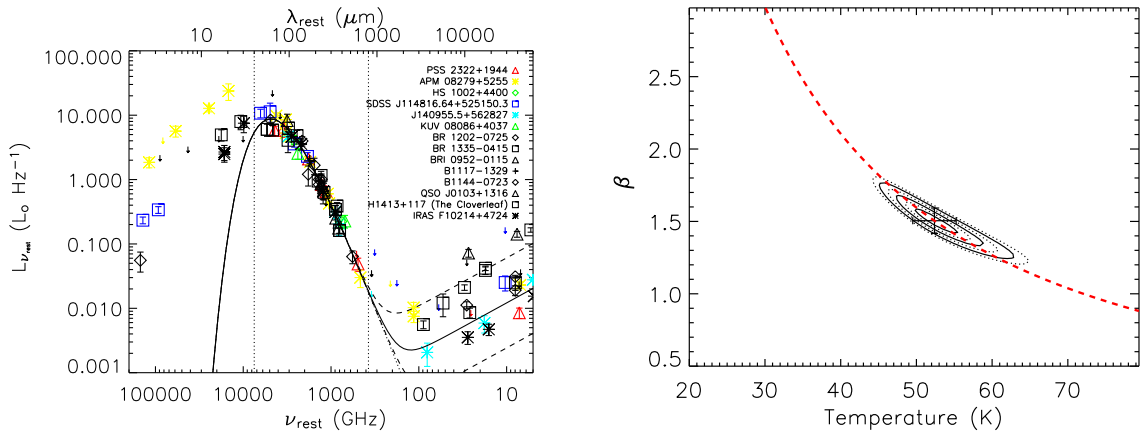 λrest (μm)
10 100 1000 10000
100.000
10.000
1.000
0.100
0.010
0.001
Lνrest (L⊙ Hz⁻¹)
PSS 2322+1944
APM 08279+5255
HS 1002+4400
SDSS J114816.64+525150.3
J140955.5+562827
KUV 08086+4037
BR 1202-0725
BR 1335-0415
BRI 0952-0115
B1117-1329
B1144-0723
QSO J0103+1316
H1413+117 (The Cloverleaf)
IRAS F10214+4724
100000 10000 1000 100 10
νrest (GHz)
2.5
2.0
1.5
1.0
0.5
β
20 30 40 50 60 70
Temperature (K)